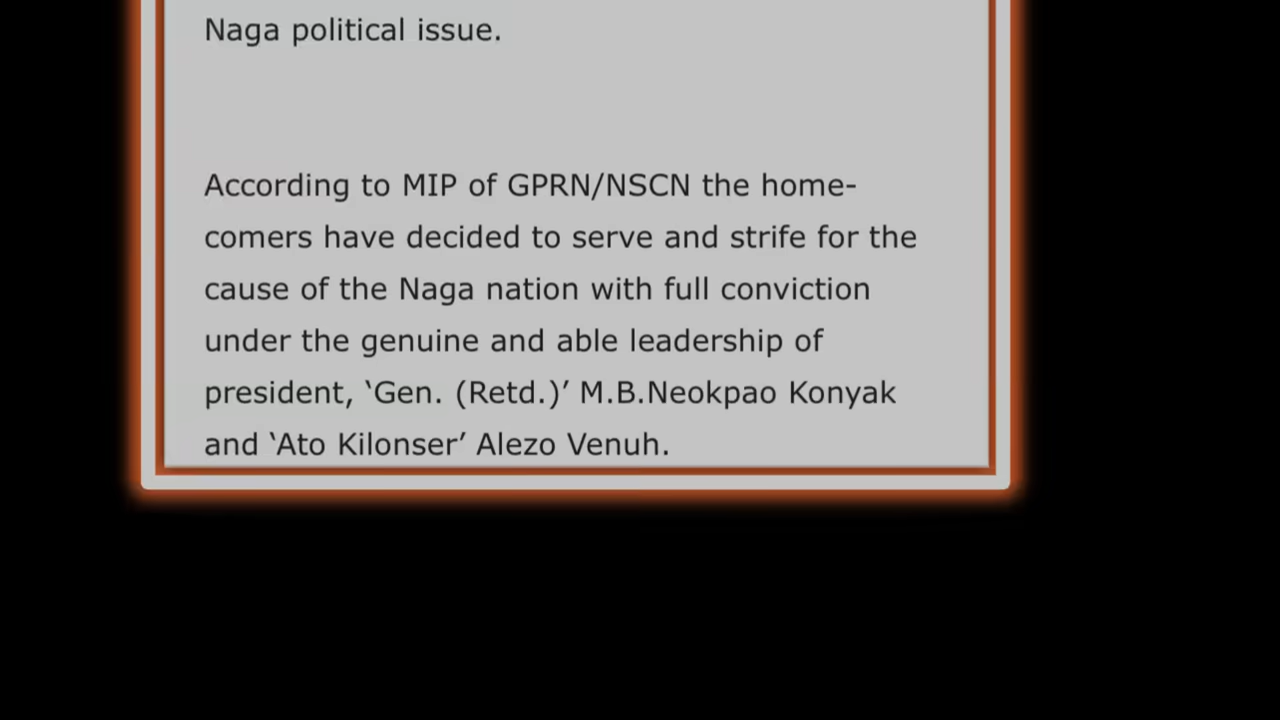 Naga political issue.
According to MIP of GPRN/NSCN the home-
comers have decided to serve and strife for the
cause of the Naga nation with full conviction
under the genuine and able leadership of
president, ‘Gen. (Retd.)’ M.B.Neokpao Konyak
and ‘Ato Kilonser’ Alezo Venuh.